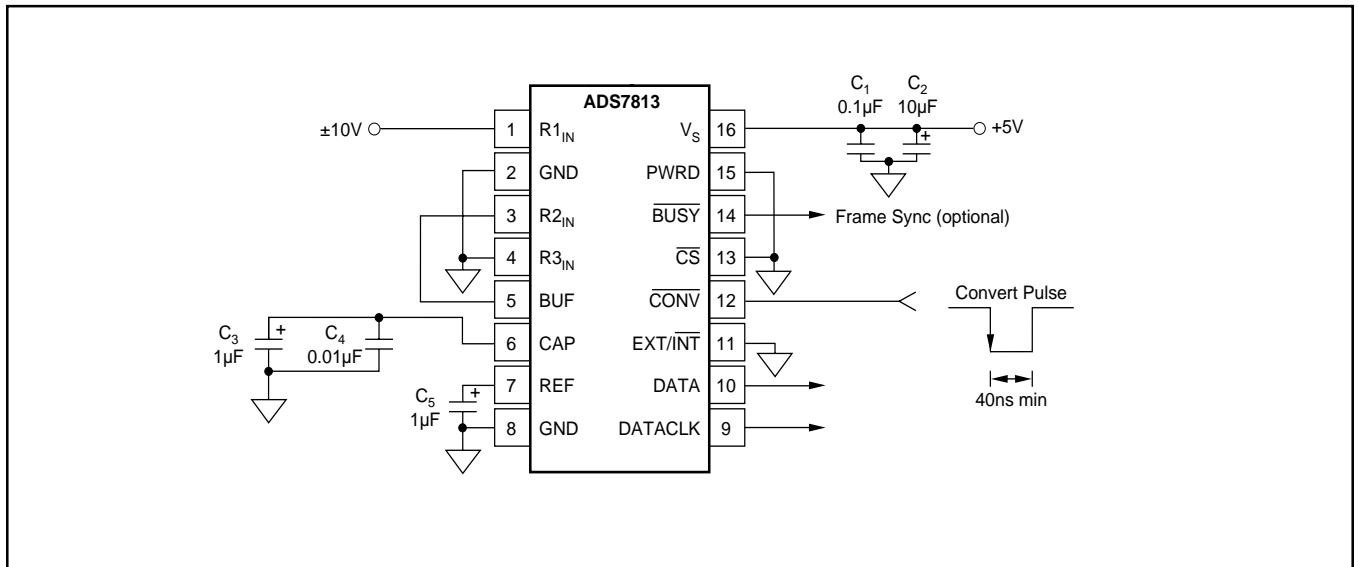 ADS7813
C1
0.1µF
C2
10µF
±10V
1
R1IN
VS
16
+
+5V
2
GND
PWRD
15
3
R2IN
BUSY
14
Frame Sync (optional)
4
R3IN
CS
13
5
BUF
CONV
12
Convert Pulse
C3
1µF
+
C4
0.01µF
6
CAP
EXT/INT
11
40ns min
C5
1µF
+
7
REF
DATA
10
8
GND
DATACLK
9